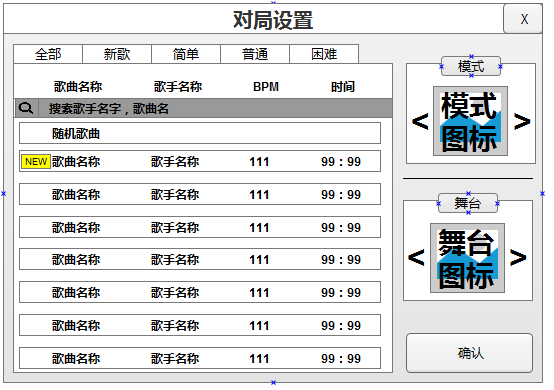 对局设置
X
全部 新歌 简单 普通 困难
歌曲名称 歌手名称 BPM 时间
搜索歌手名字，歌曲名
随机歌曲
NEW 歌曲名称 歌手名称 111 99：99
歌曲名称 歌手名称 111 99：99
歌曲名称 歌手名称 111 99：99
歌曲名称 歌手名称 111 99：99
歌曲名称 歌手名称 111 99：99
歌曲名称 歌手名称 111 99：99
歌曲名称 歌手名称 111 99：99
模式
< 模式 >
图标
舞台
< 舞台 >
图标
确认